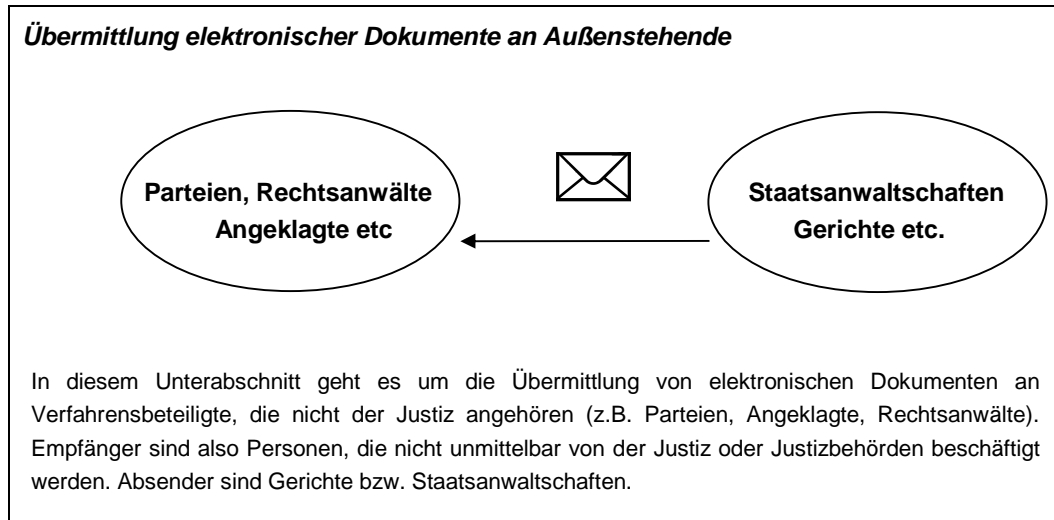 Übermittlung elektronischer Dokumente an Außenstehende
Parteien, Rechtsanwälte
Angeklagte etc
Staatsanwaltschaften
Gerichte etc.
In diesem Unterabschnitt geht es um die Übermittlung von elektronischen Dokumenten an
Verfahrensbeteiligte, die nicht der Justiz angehören (z.B. Parteien, Angeklagte, Rechtsanwälte).
Empfänger sind also Personen, die nicht unmittelbar von der Justiz oder Justizbehörden beschäftigt
werden. Absender sind Gerichte bzw. Staatsanwaltschaften.